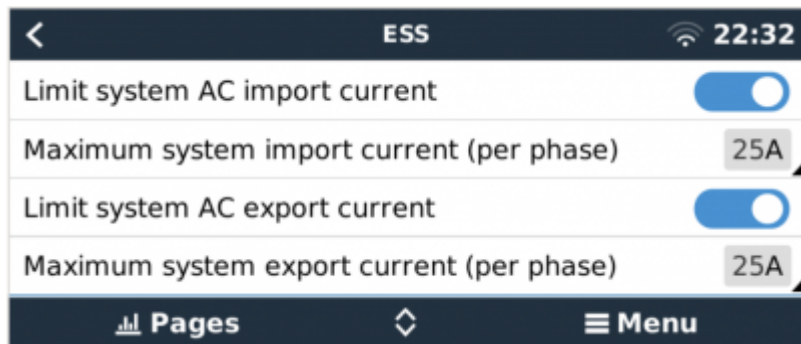 ESS 22:32
Limit system AC import current
Maximum system import current (per phase) 25A
Limit system AC export current
Maximum system export current (per phase) 25A
Pages Menu